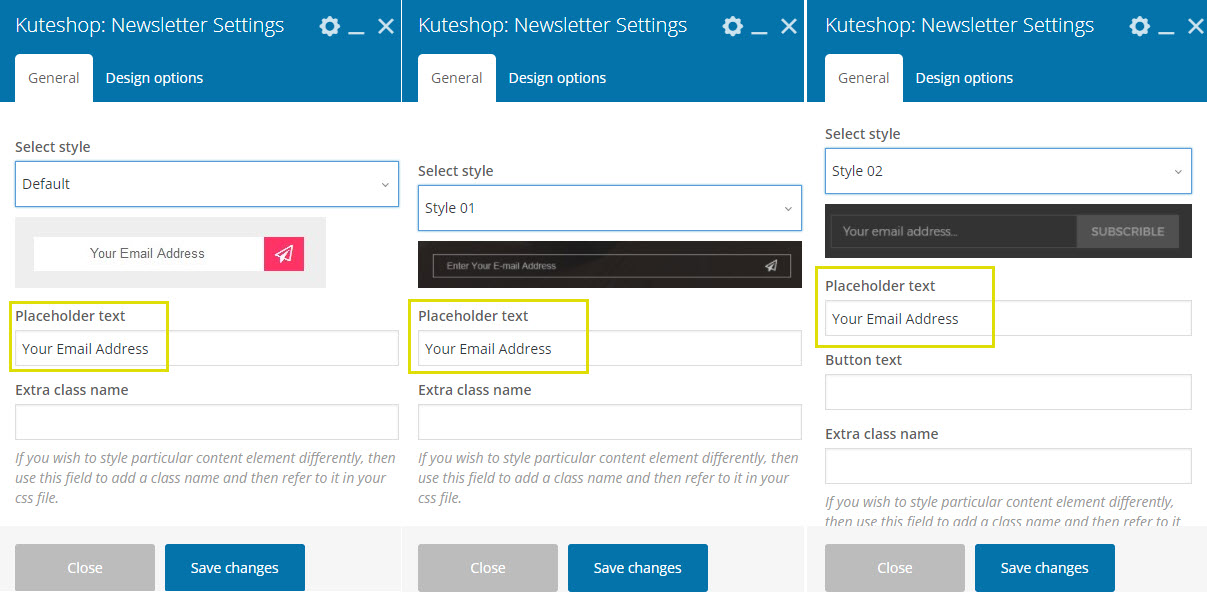 Kuteshop: Newsletter Settings
General
Design options
Select style
Default
Your Email Address
Placeholder text
Your Email Address
Extra class name
If you wish to style particular content element differently, then
use this field to add a class name and then refer to it in your
css file.
Close
Save changes
Kuteshop: Newsletter Settings
General
Design options
Select style
Style 01
Enter Your E-mail Address
Placeholder text
Your Email Address
Extra class name
If you wish to style particular content element differently, then
use this field to add a class name and then refer to it in your
css file.
Close
Save changes
Kuteshop: Newsletter Settings
General
Design options
Select style
Style 02
Your email address...
SUBSCRIBLE
Placeholder text
Your Email Address
Button text
Extra class name
If you wish to style particular content element differently,
then use this field to add a class name and then refer to it
Close
Save changes